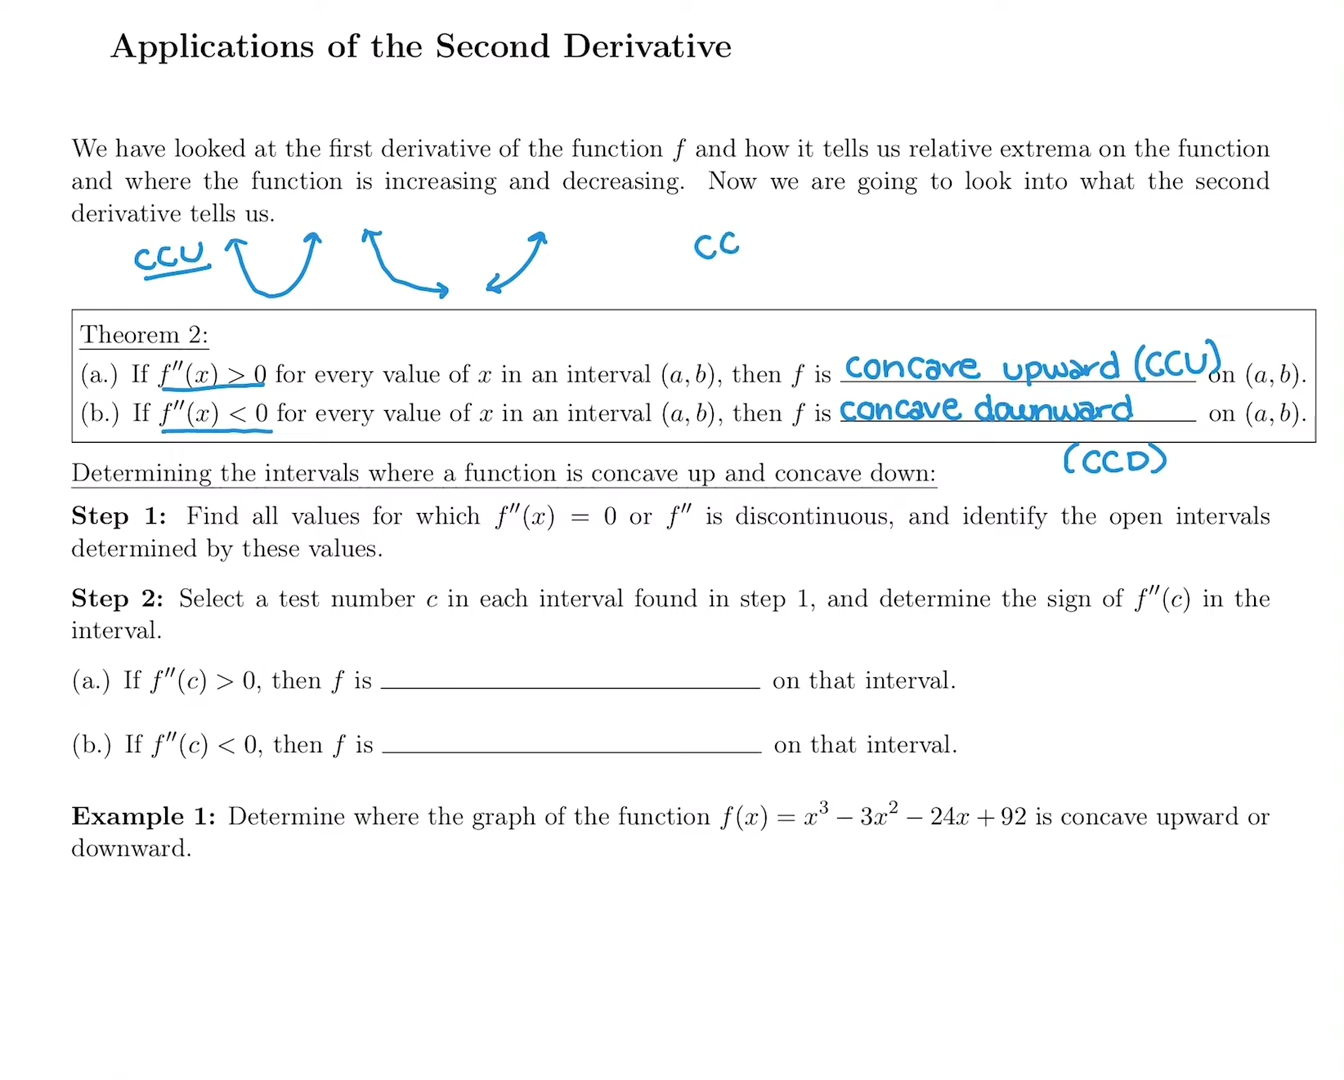 Applications of the Second Derivative
We have looked at the first derivative of the function f and how it tells us relative extrema on the function
and where the function is increasing and decreasing. Now we are going to look into what the second
derivative tells us.
CCU CC
Theorem 2:
(a.) If f″(x) > 0 for every value of x in an interval (a, b), then f is concave upward (CCU) on (a, b).
(b.) If f″(x) < 0 for every value of x in an interval (a, b), then f is concave downward on (a, b).
(CCD)
Determining the intervals where a function is concave up and concave down:
Step 1: Find all values for which f″(x) = 0 or f″ is discontinuous, and identify the open intervals
determined by these values.
Step 2: Select a test number c in each interval found in step 1, and determine the sign of f″(c) in the
interval.
(a.) If f″(c) > 0, then f is ____ on that interval.
(b.) If f″(c) < 0, then f is ____ on that interval.
Example 1: Determine where the graph of the function f(x) = x³ − 3x² − 24x + 92 is concave upward or
downward.